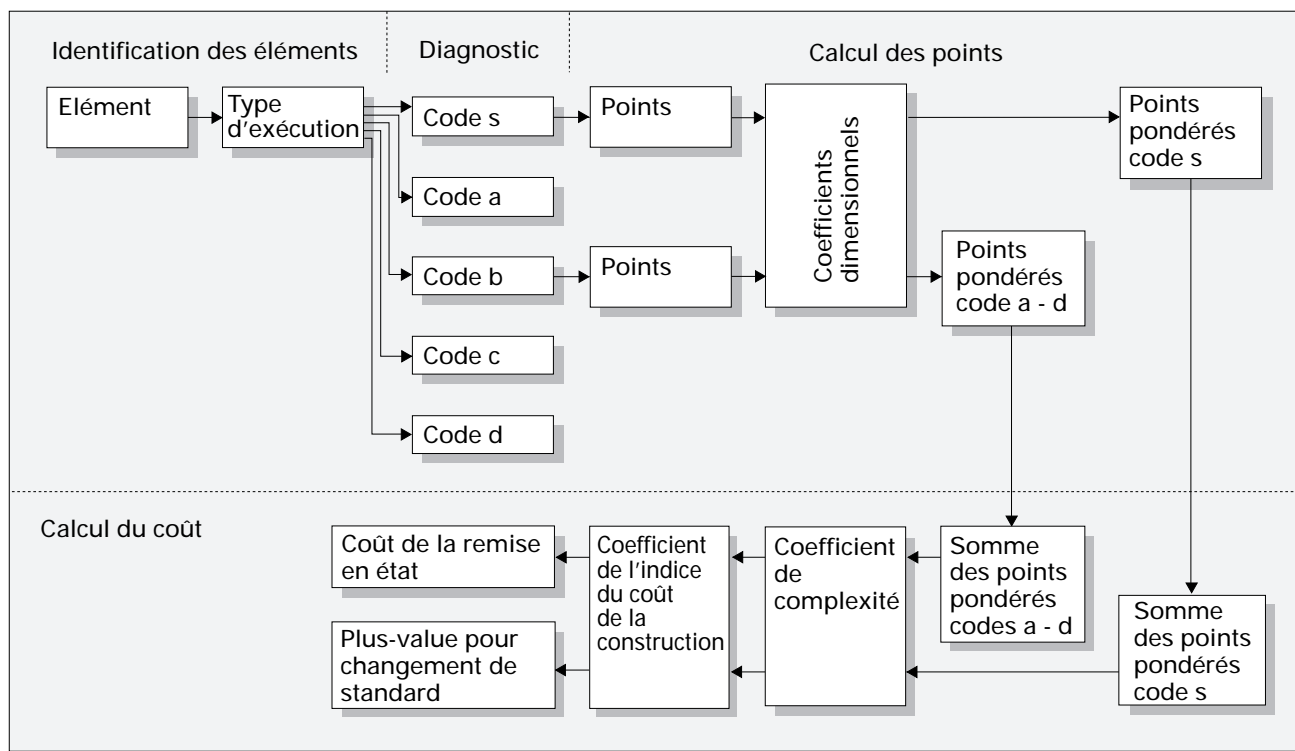 Identification des éléments
Diagnostic
Calcul des points
Elément
Type
d'exécution
Code s
Code a
Code b
Code c
Code d
Points
Points
Coefficients
dimensionnels
Points
pondérés
code s
Points
pondérés
code a - d
Calcul du coût
Coût de la remise
en état
Plus-value pour
changement de
standard
Coefficient
de l'indice
du coût
de la
construction
Coefficient
de
complexité
Somme
des points
pondérés
codes a - d
Somme
des points
pondérés
code s